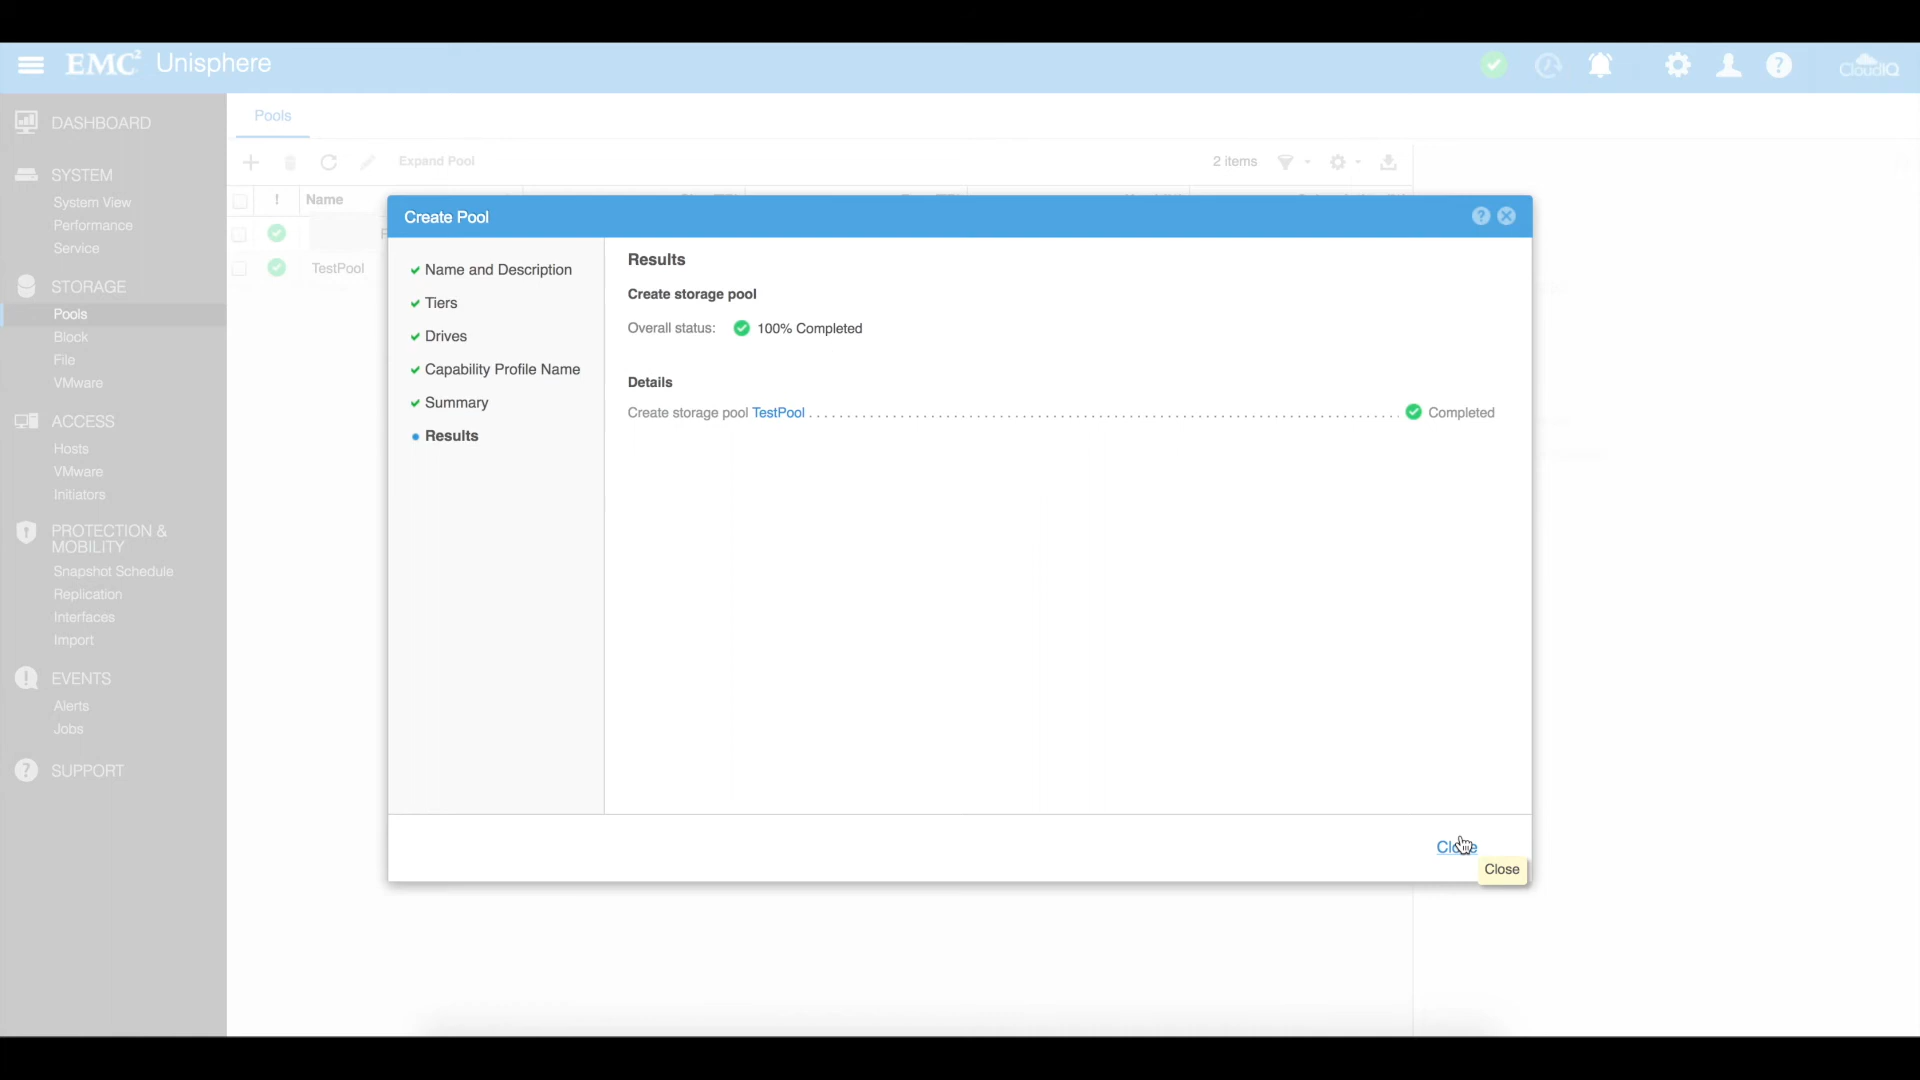 EMC² Unisphere
CloudIQ
DASHBOARD
SYSTEM
System View
Performance
Service
STORAGE
Pools
Block
File
VMware
ACCESS
Hosts
VMware
Initiators
PROTECTION &
MOBILITY
Snapshot Schedule
Replication
Interfaces
Import
EVENTS
Alerts
Jobs
SUPPORT
Pools
Expand Pool
2 items
! Name
TestPool
Create Pool
Name and Description
Tiers
Drives
Capability Profile Name
Summary
Results
Results
Create storage pool
Overall status: 100% Completed
Details
Create storage pool TestPool Completed
Close
Close